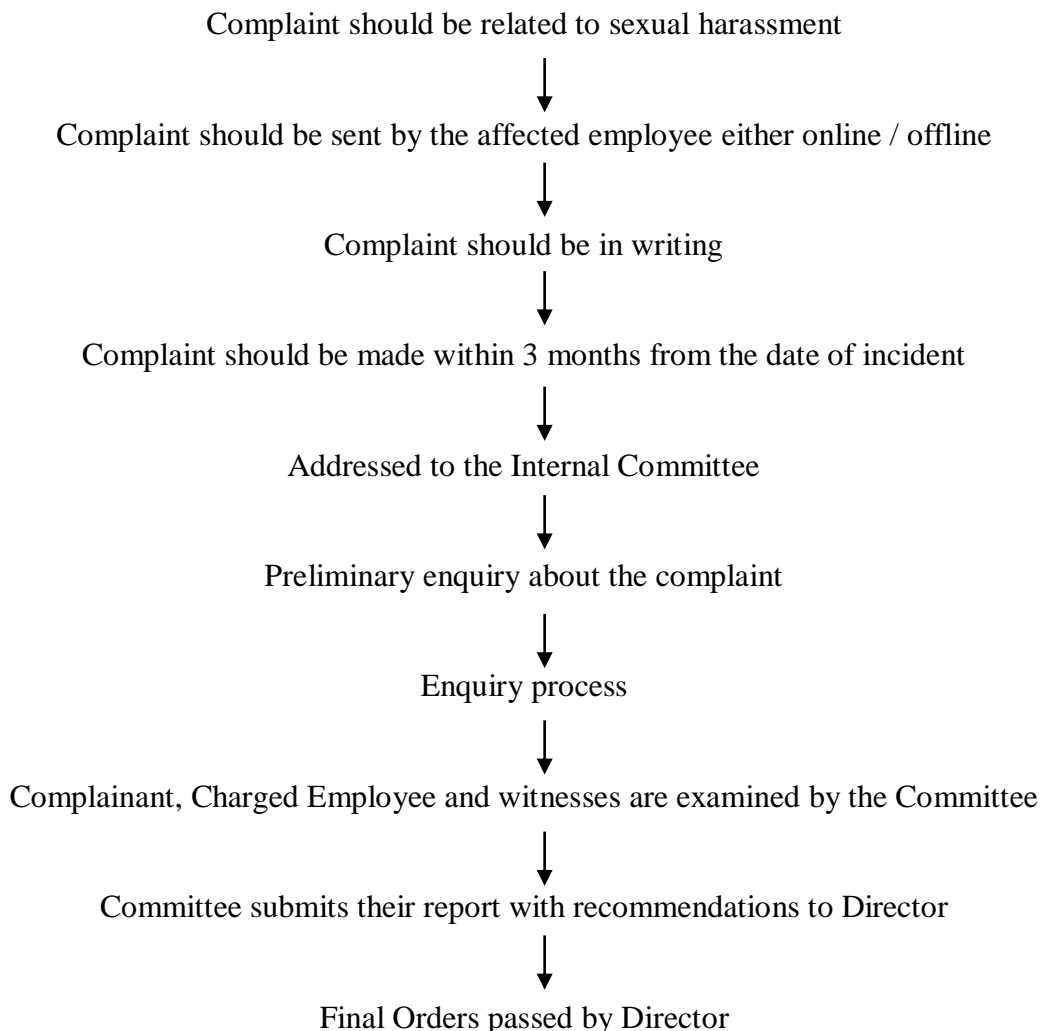 Complaint should be related to sexual harassment
Complaint should be sent by the affected employee either online / offline
Complaint should be in writing
Complaint should be made within 3 months from the date of incident
Addressed to the Internal Committee
Preliminary enquiry about the complaint
Enquiry process
Complainant, Charged Employee and witnesses are examined by the Committee
Committee submits their report with recommendations to Director
Final Orders passed by Director